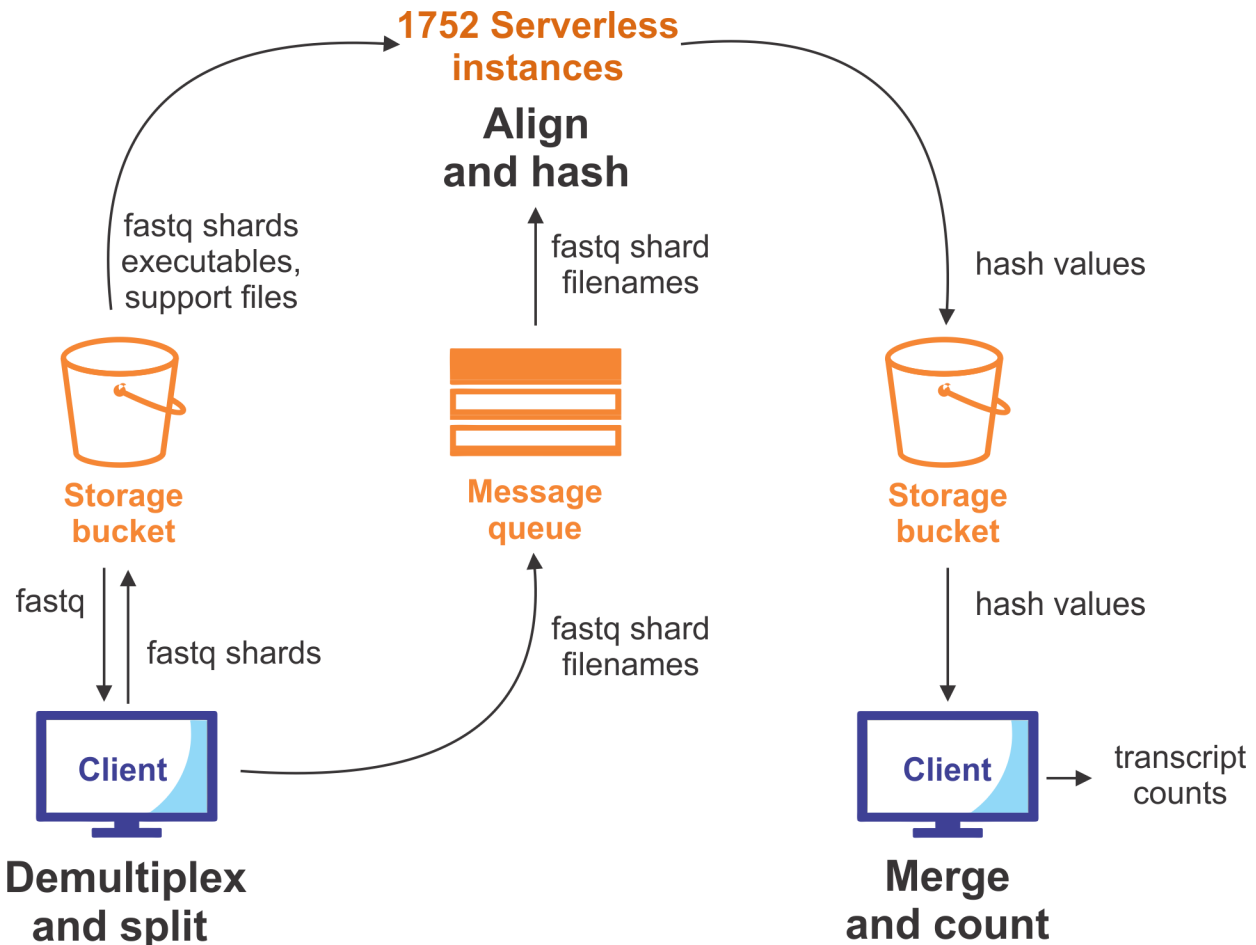 1752 Serverless
instances
Align
and hash
fastq shards
executables,
support files
fastq shard
filenames
hash values
Storage
bucket
Message
queue
Storage
bucket
fastq
fastq shards
fastq shard
filenames
hash values
Client
Client
transcript
counts
Demultiplex
and split
Merge
and count